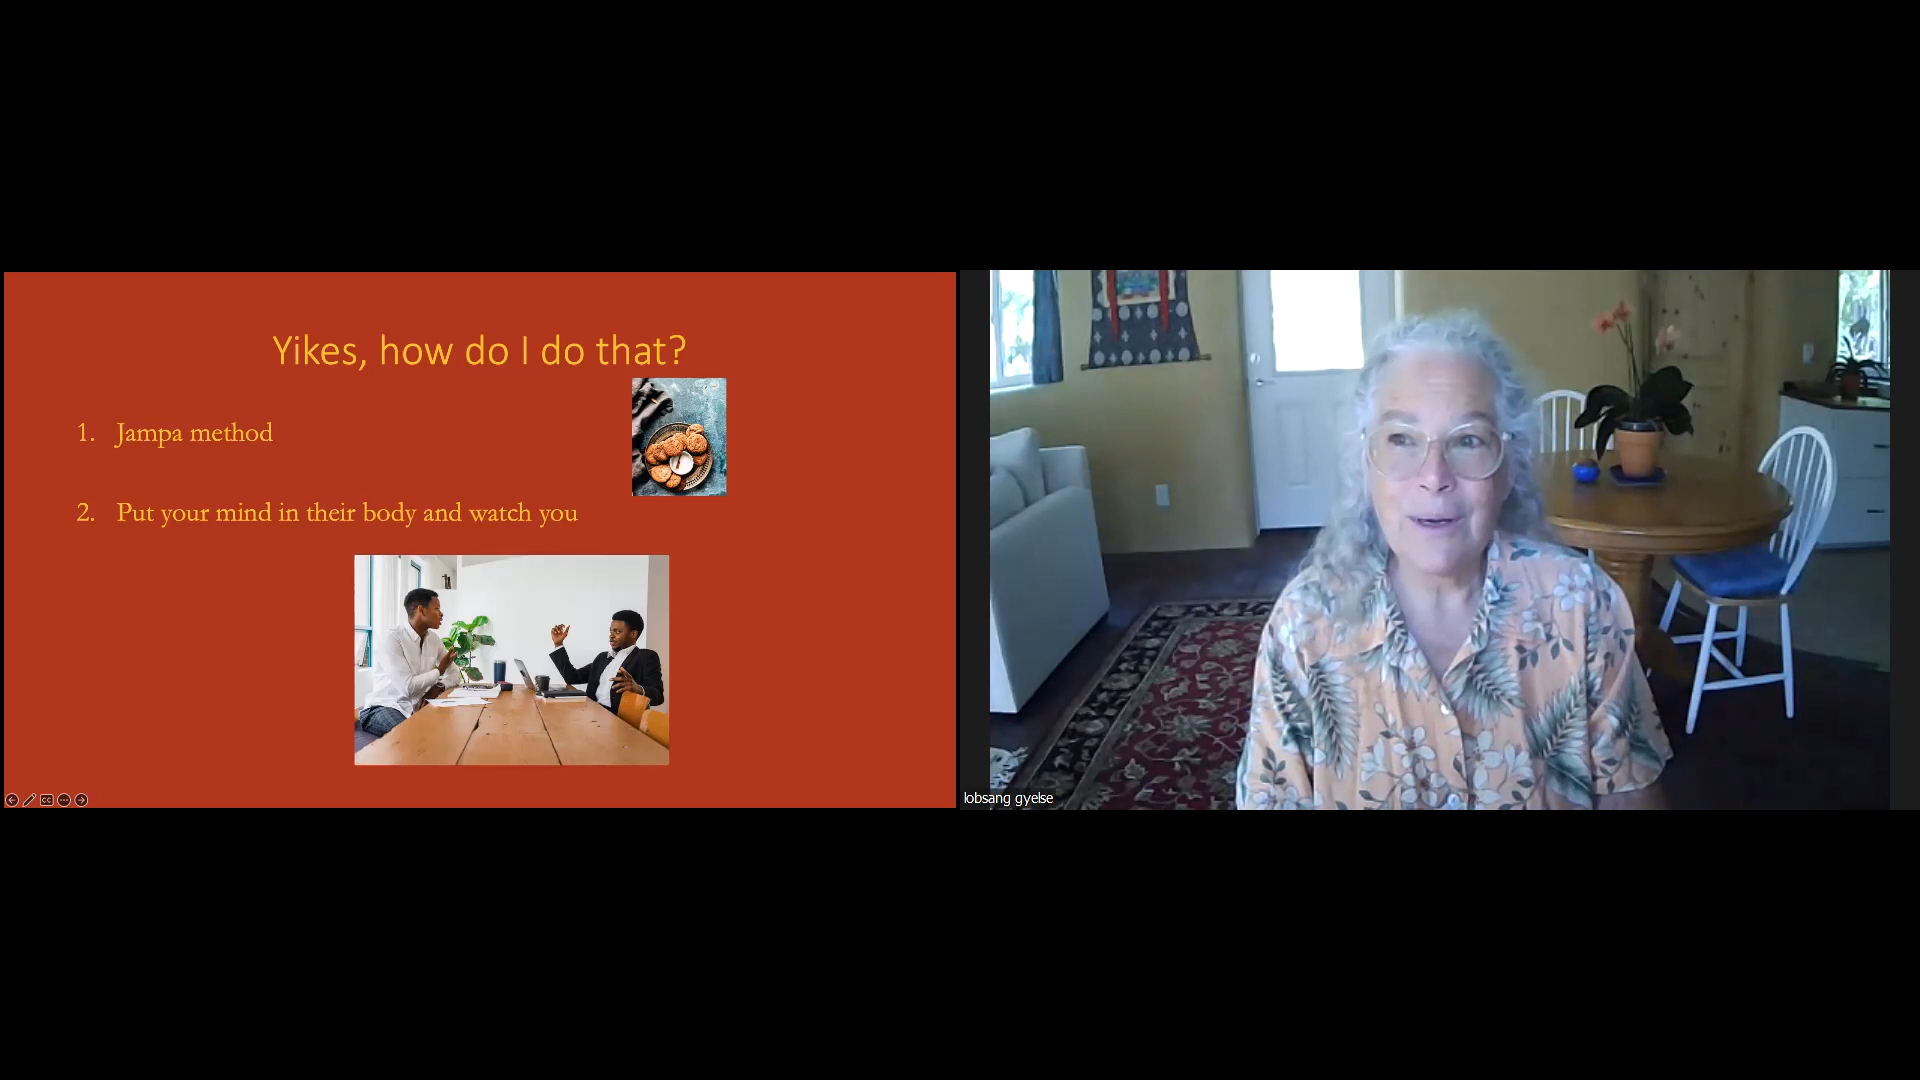 Yikes, how do I do that?
1. Jampa method
2. Put your mind in their body and watch you
CC
lobsang gyelse